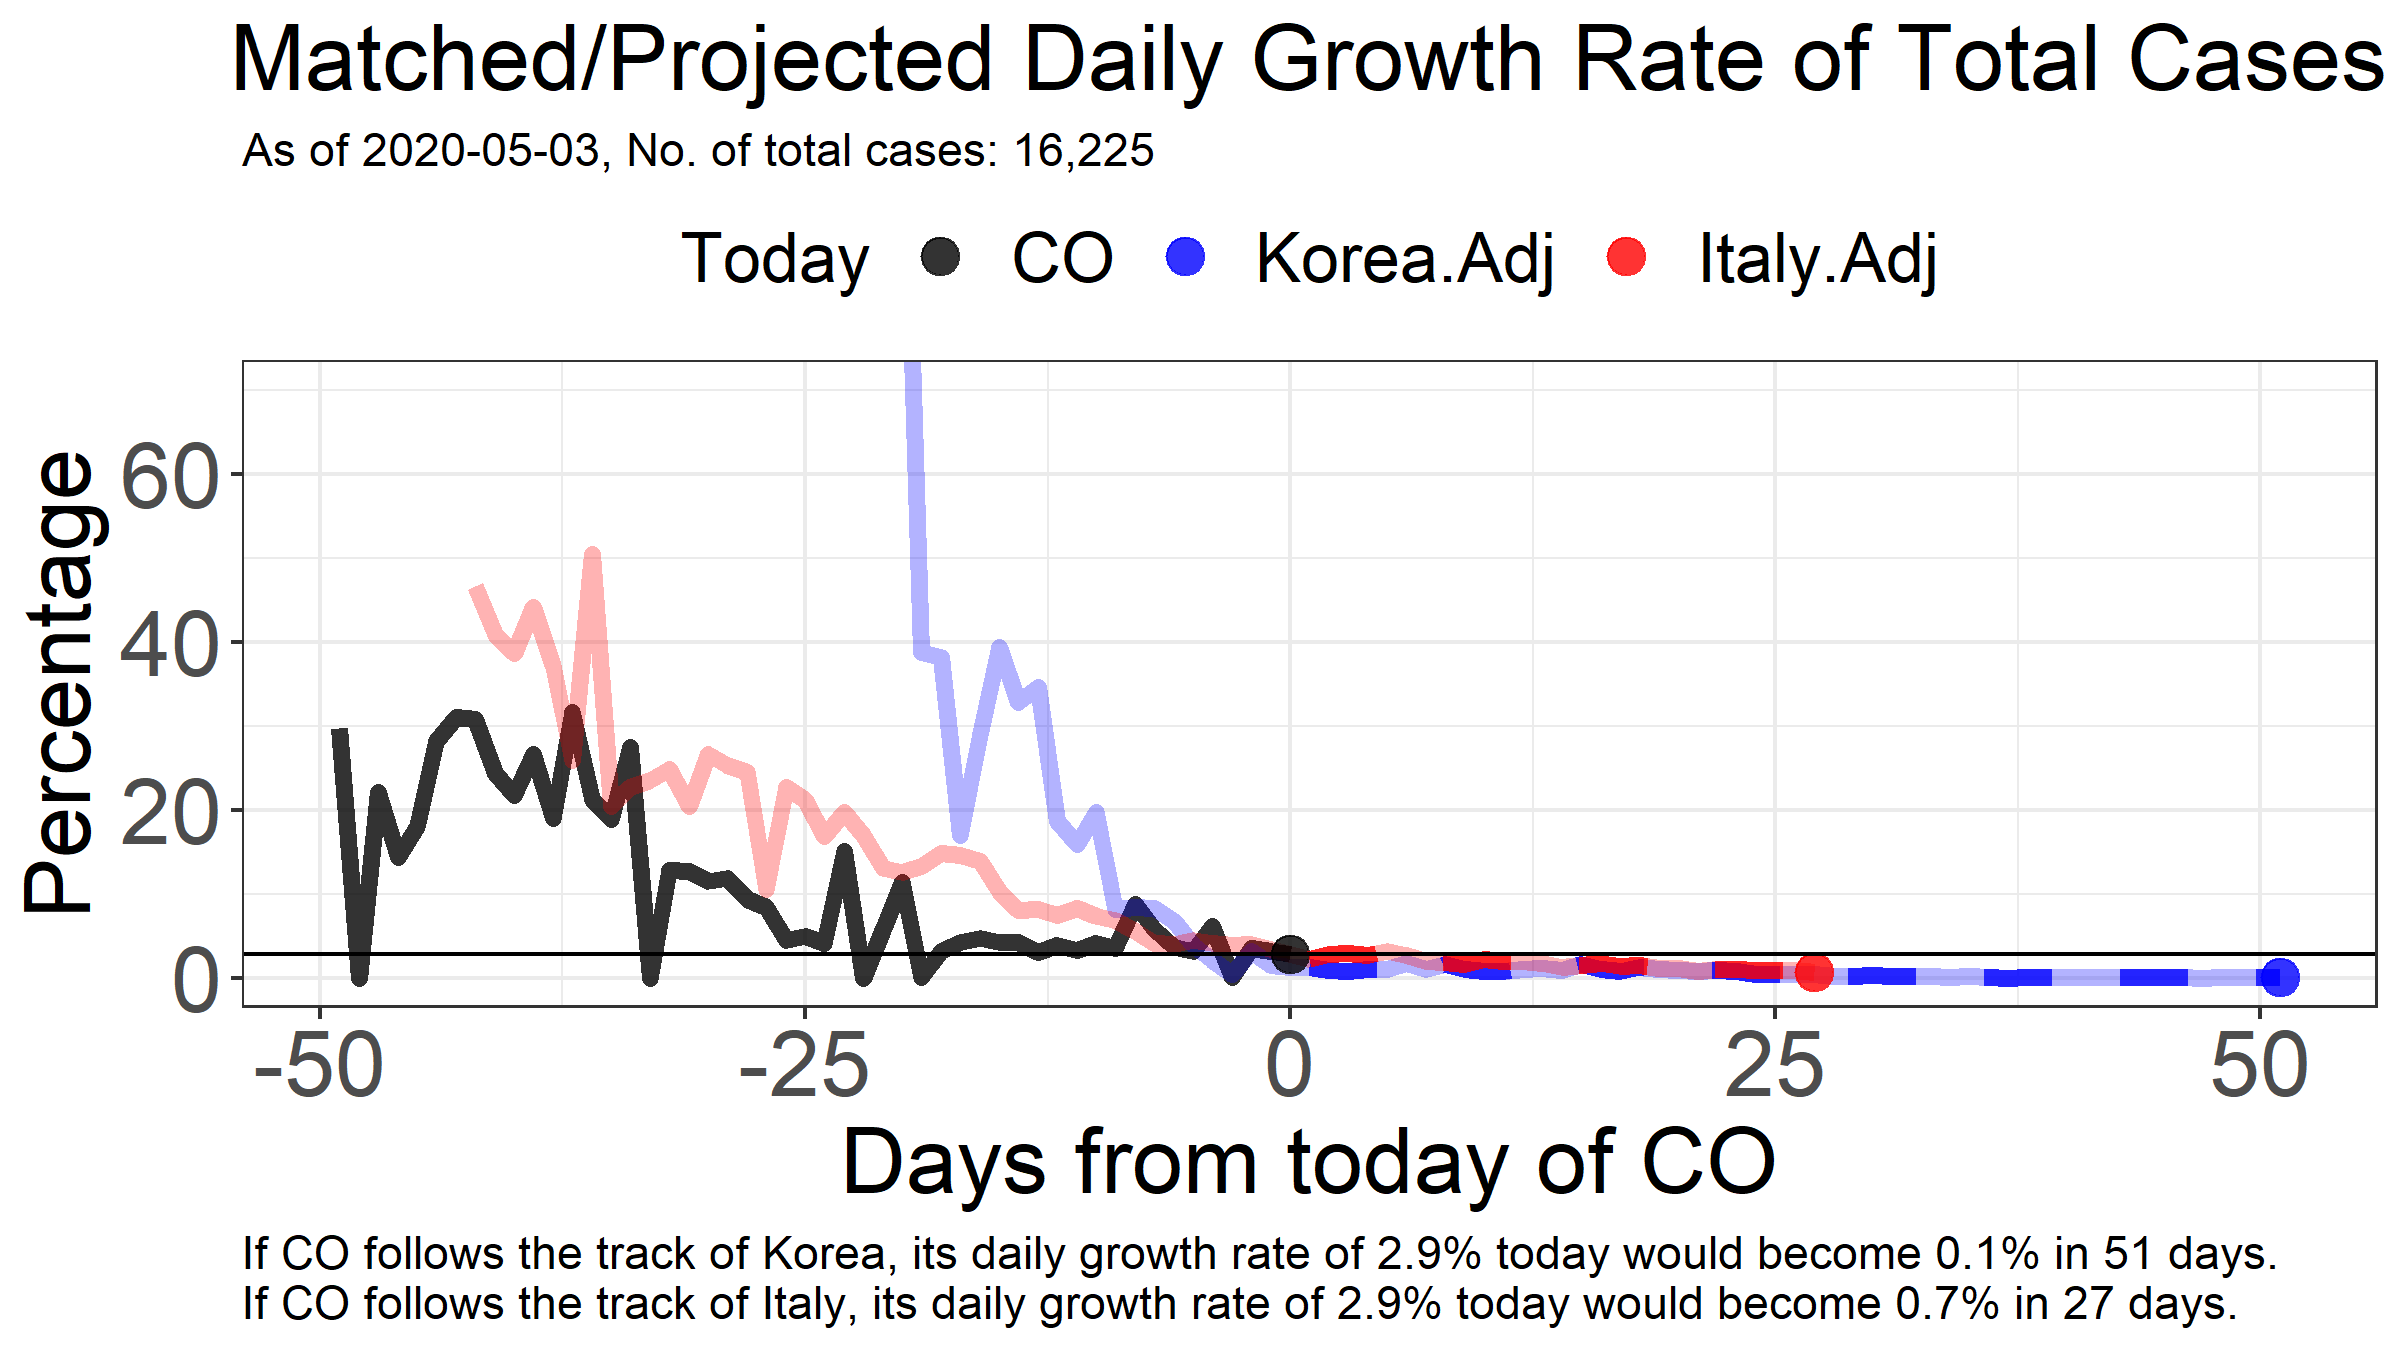 Matched/Projected Daily Growth Rate of Total Cases
As of 2020-05-03, No. of total cases: 16,225
Today CO Korea.Adj Italy.Adj
Percentage
60
40
20
0
-50 -25 0 25 50
Days from today of CO
If CO follows the track of Korea, its daily growth rate of 2.9% today would become 0.1% in 51 days.
If CO follows the track of Italy, its daily growth rate of 2.9% today would become 0.7% in 27 days.